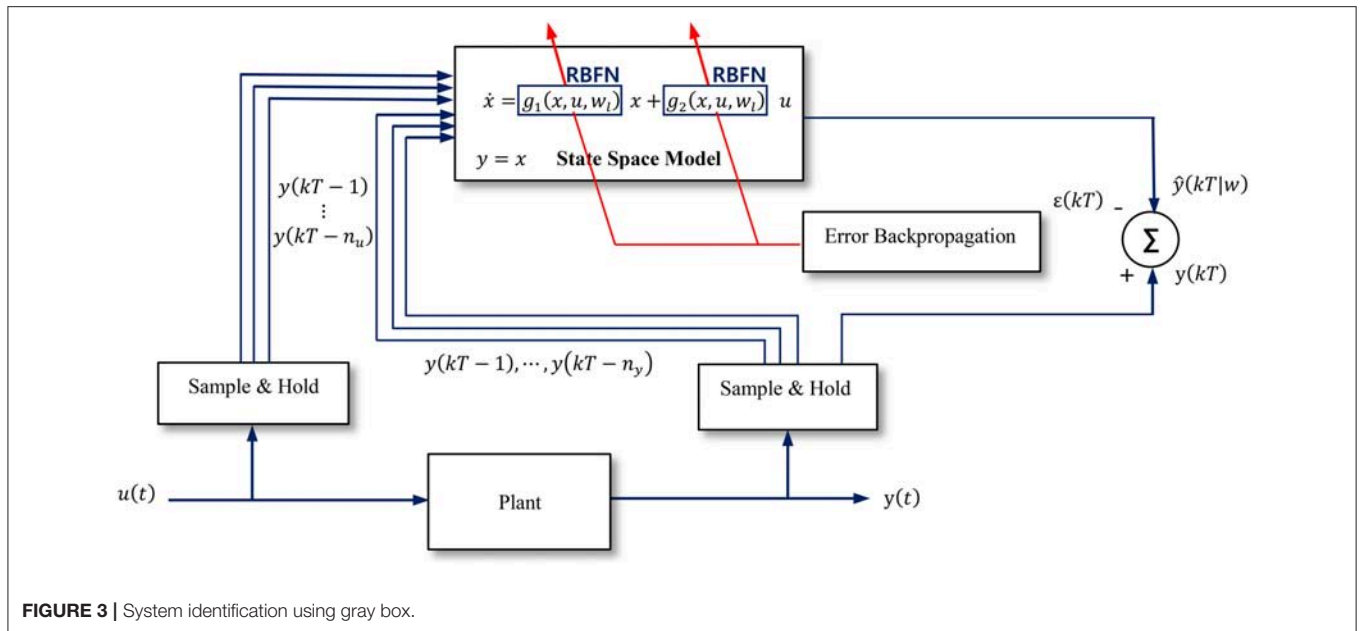 RBFN RBFN
ẋ = g₁(x, u, wₗ) x + g₂(x, u, wₗ) u
y = x State Space Model
y(kT − 1)
⋮
y(kT − nᵤ)
ŷ(kT|w)
ε(kT) -
Σ
+ y(kT)
Error Backpropagation
y(kT − 1), ⋯ , y(kT − n_y)
Sample & Hold
Sample & Hold
u(t)
Plant
y(t)
FIGURE 3 | System identification using gray box.